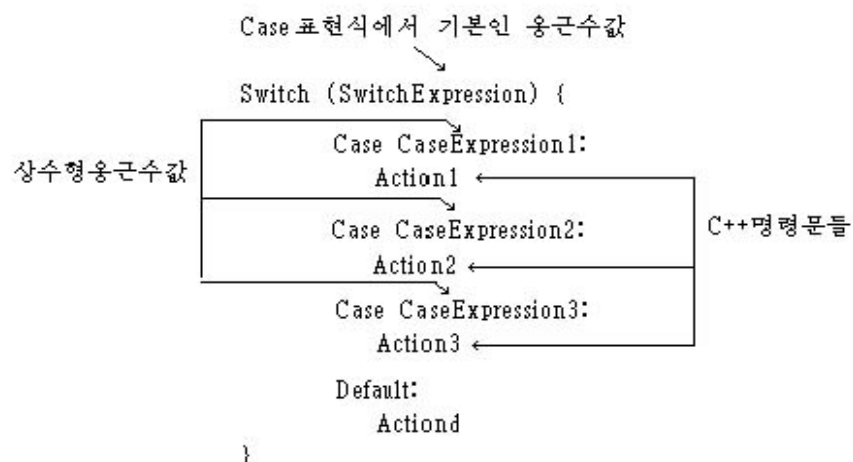 Case 표현식에서 기본인 옹근수값
Switch (SwitchExpression) {
Case CaseExpression1:
상수형옹근수값
Action1
Case CaseExpression2:
C++명령문들
Action2
Case CaseExpression3:
Action3
Default:
Actiond
}